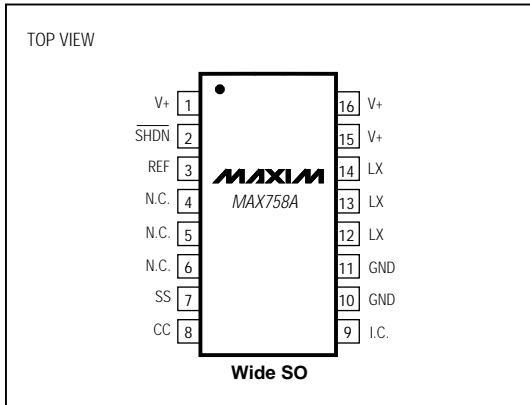 TOP VIEW
V+ 1 16 V+
SHDN 2 15 V+
REF 3 14 LX
MAXIM
N.C. 4 13 LX
MAX758A
N.C. 5 12 LX
N.C. 6 11 GND
SS 7 10 GND
CC 8 9 I.C.
Wide SO